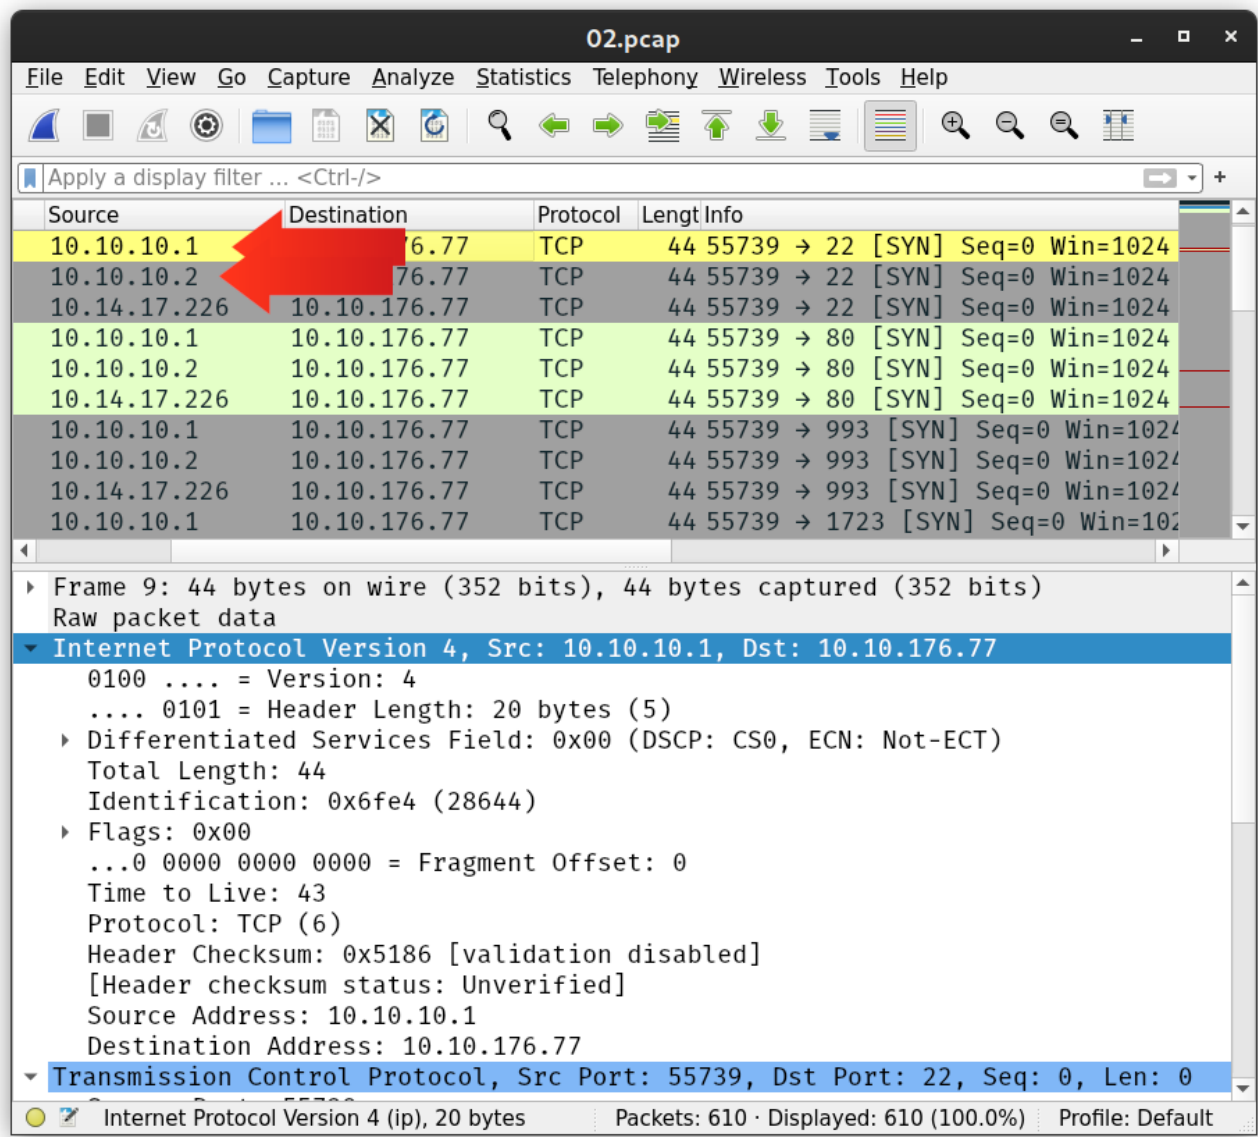 02.pcap
File Edit View Go Capture Analyze Statistics Telephony Wireless Tools Help
Apply a display filter ... <Ctrl-/>
+
Source Destination Protocol Lengt Info
10.10.10.1 76.77 TCP 44 55739 → 22 [SYN] Seq=0 Win=1024
10.10.10.2 76.77 TCP 44 55739 → 22 [SYN] Seq=0 Win=1024
10.14.17.226 10.10.176.77 TCP 44 55739 → 22 [SYN] Seq=0 Win=1024
10.10.10.1 10.10.176.77 TCP 44 55739 → 80 [SYN] Seq=0 Win=1024
10.10.10.2 10.10.176.77 TCP 44 55739 → 80 [SYN] Seq=0 Win=1024
10.14.17.226 10.10.176.77 TCP 44 55739 → 80 [SYN] Seq=0 Win=1024
10.10.10.1 10.10.176.77 TCP 44 55739 → 993 [SYN] Seq=0 Win=1024
10.10.10.2 10.10.176.77 TCP 44 55739 → 993 [SYN] Seq=0 Win=1024
10.14.17.226 10.10.176.77 TCP 44 55739 → 993 [SYN] Seq=0 Win=1024
10.10.10.1 10.10.176.77 TCP 44 55739 → 1723 [SYN] Seq=0 Win=102
Frame 9: 44 bytes on wire (352 bits), 44 bytes captured (352 bits)
Raw packet data
Internet Protocol Version 4, Src: 10.10.10.1, Dst: 10.10.176.77
0100 .... = Version: 4
.... 0101 = Header Length: 20 bytes (5)
Differentiated Services Field: 0x00 (DSCP: CS0, ECN: Not-ECT)
Total Length: 44
Identification: 0x6fe4 (28644)
Flags: 0x00
...0 0000 0000 0000 = Fragment Offset: 0
Time to Live: 43
Protocol: TCP (6)
Header Checksum: 0x5186 [validation disabled]
[Header checksum status: Unverified]
Source Address: 10.10.10.1
Destination Address: 10.10.176.77
Transmission Control Protocol, Src Port: 55739, Dst Port: 22, Seq: 0, Len: 0
Internet Protocol Version 4 (ip), 20 bytes Packets: 610 · Displayed: 610 (100.0%) Profile: Default